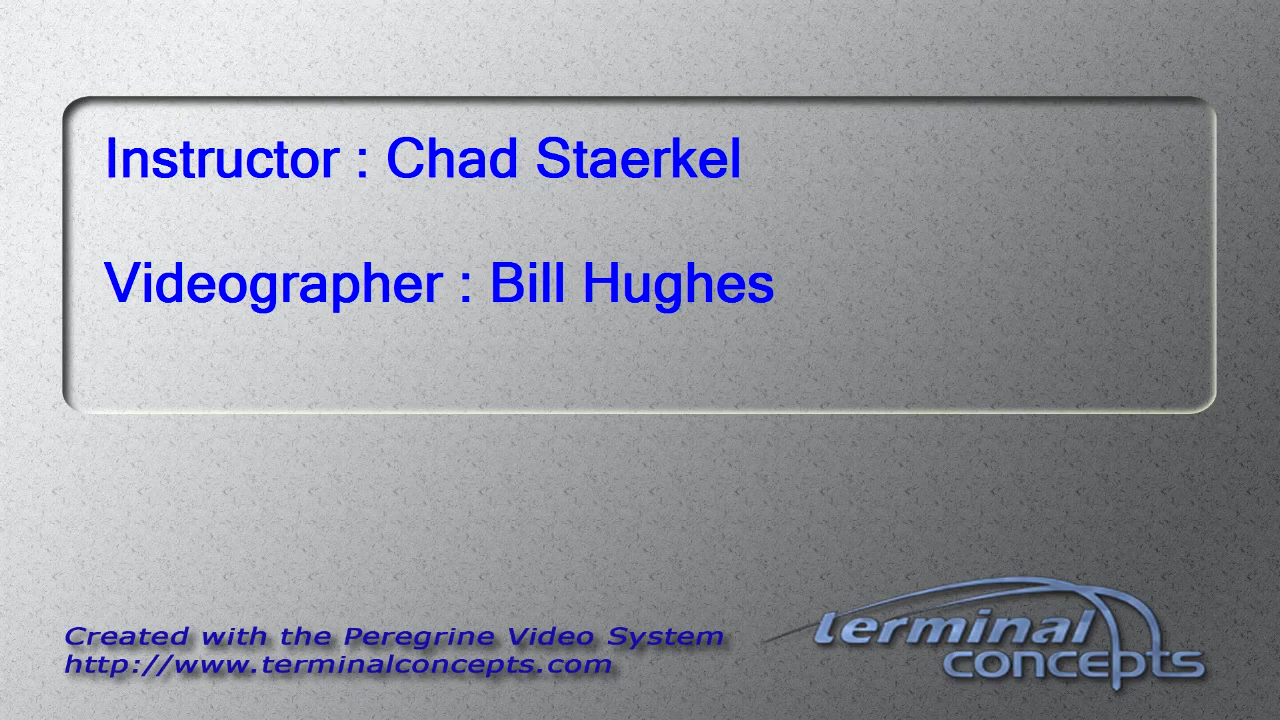 Instructor : Chad Staerkel
Videographer : Bill Hughes
Created with the Peregrine Video System
http://www.terminalconcepts.com
terminal
concepts